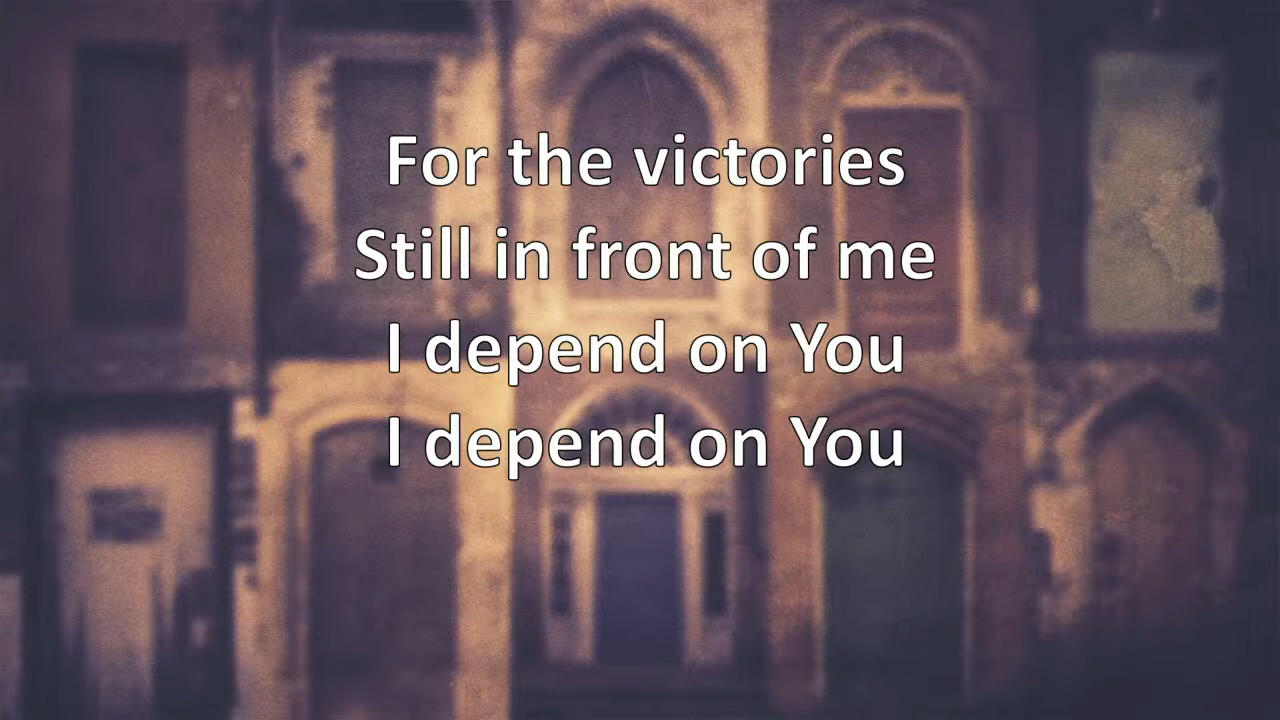 For the victories
Still in front of me
I depend on You
I depend on You